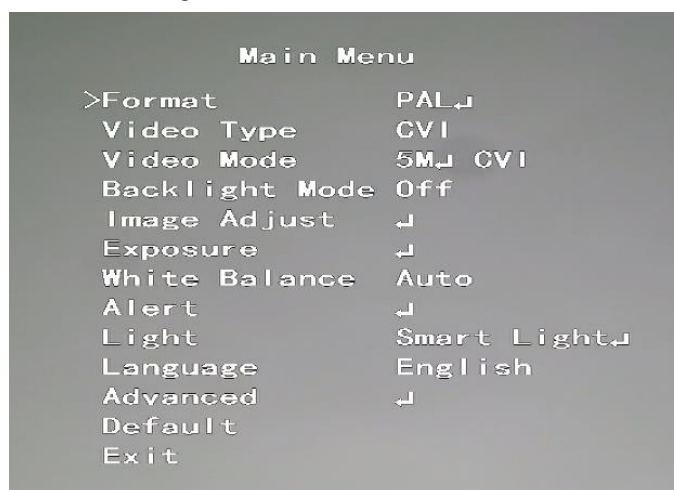 Main Menu
>Format PAL↵
Video Type CVI
Video Mode 5M↵ CVI
Backlight Mode Off
Image Adjust ↵
Exposure ↵
White Balance Auto
Alert ↵
Light Smart Light↵
Language English
Advanced ↵
Default
Exit